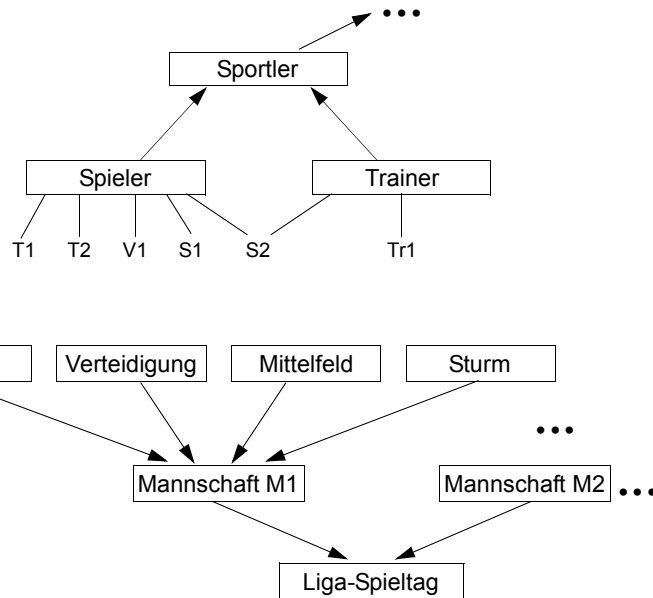 ...
Sportler
Spieler Trainer
T1 T2 V1 S1 S2 Tr1
Verteidigung Mittelfeld Sturm
...
Mannschaft M1 Mannschaft M2 ...
Liga-Spieltag